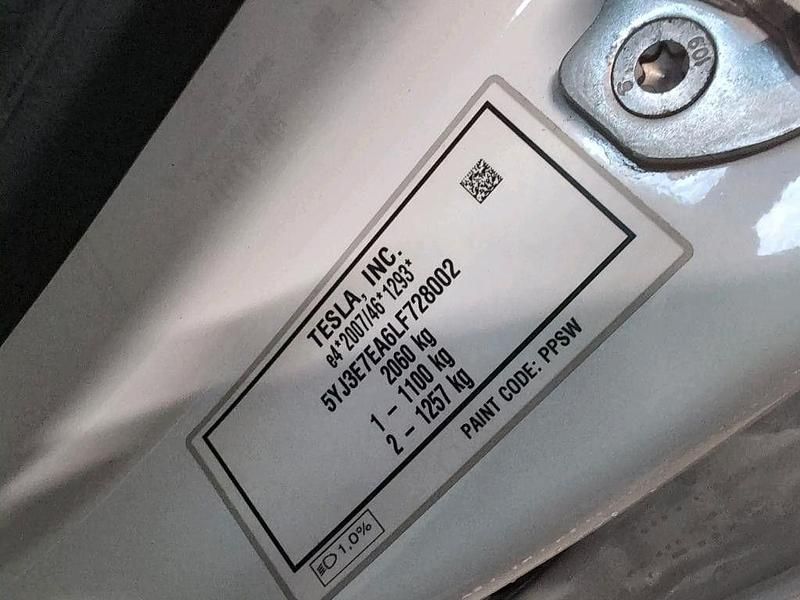 TESLA, INC.
e4*2007/46*1293*
5YJ3E7EA6LF728002
2060 kg
1 - 1100 kg
2 - 1257 kg
PAINT CODE: PPSW
1,0%